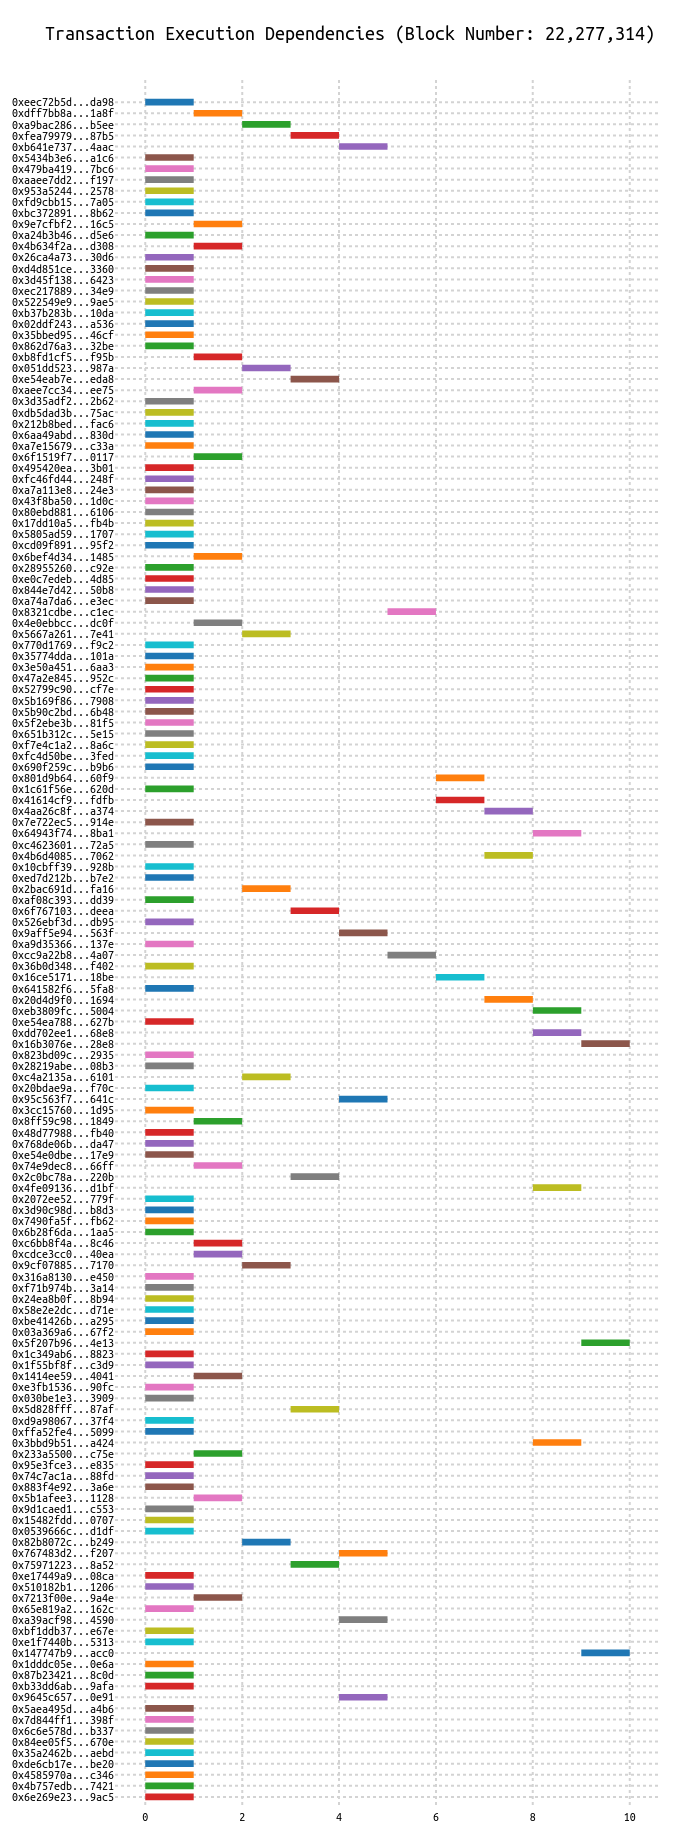 Transaction Execution Dependencies (Block Number: 22,277,314)
0xeec72b5d...da98
0xdff7bb8a...1a8f
0xa9bac286...b5ee
0xfea79979...87b5
0xb641e737...4aac
0x5434b3e6...a1c6
0x479ba419...7bc6
0xaaee7dd2...f197
0x953a5244...2578
0xfd9cbb15...7a05
0xbc372891...8b62
0x9e7cfbf2...16c5
0xa24b3b46...d5e6
0x4b634f2a...d308
0x26ca4a73...30d6
0xd4d851ce...3360
0x3d45f138...6423
0xec217889...34e9
0x522549e9...9ae5
0xb37b283b...10da
0x02ddf243...a536
0x35bbed95...46cf
0x862d76a3...32be
0xb8fd1cf5...f95b
0x051dd523...987a
0xe54eab7e...eda8
0xaee7cc34...ee75
0x3d35adf2...2b62
0xdb5dad3b...75ac
0x212b8bed...fac6
0x6aa49abd...830d
0xa7e15679...c33a
0x6f1519f7...0117
0x495420ea...3b01
0xfc46fd44...248f
0xa7a113e8...24e3
0x43f8ba50...1d0c
0x80ebd881...6106
0x17dd10a5...fb4b
0x5805ad59...1707
0xcd09f891...95f2
0x6bef4d34...1485
0x28955260...c92e
0xe0c7edeb...4d85
0x844e7d42...50b8
0xa74a7da6...e3ec
0x8321cdbe...c1ec
0x4e0ebbcc...dc0f
0x5667a261...7e41
0x770d1769...f9c2
0x35774dda...101a
0x3e50a451...6aa3
0x47a2e845...952c
0x52799c90...cf7e
0x5b169f86...7908
0x5b90c2bd...6b48
0x5f2ebe3b...81f5
0x651b312c...5e15
0xf7e4c1a2...8a6c
0xfc4d50be...3fed
0x690f259c...b9b6
0x801d9b64...60f9
0x1c61f56e...620d
0x41614cf9...fdfb
0x4aa26c8f...a374
0x7e722ec5...914e
0x64943f74...8ba1
0xc4623601...72a5
0x4b6d4085...7062
0x10cbff39...928b
0xed7d212b...b7e2
0x2bac691d...fa16
0xaf08c393...dd39
0x6f767103...deea
0x526ebf3d...db95
0x9aff5e94...563f
0xa9d35366...137e
0xcc9a22b8...4a07
0x36b0d348...f402
0x16ce5171...18be
0x641582f6...5fa8
0x20d4d9f0...1694
0xeb3809fc...5004
0xe54ea788...627b
0xdd702ee1...68e8
0x16b3076e...28e8
0x823bd09c...2935
0x28219abe...08b3
0xc4a2135a...6101
0x20bdae9a...f70c
0x95c563f7...641c
0x3cc15760...1d95
0x8ff59c98...1849
0x48d77988...fb40
0x768de06b...da47
0xe54e0dbe...17e9
0x74e9dec8...66ff
0x2c0bc78a...220b
0x4fe09136...d1bf
0x2072ee52...779f
0x3d90c98d...b8d3
0x7490fa5f...fb62
0x6b28f6da...1aa5
0xc6bb8f4a...8c46
0xcdce3cc0...40ea
0x9cf07885...7170
0x316a8130...e450
0xf71b974b...3a14
0x24ea8b0f...8b94
0x58e2e2dc...d71e
0xbe41426b...a295
0x03a369a6...67f2
0x5f207b96...4e13
0x1c349ab6...8823
0x1f55bf8f...c3d9
0x1414ee59...4041
0xe3fb1536...90fc
0x030be1e3...3909
0x5d828fff...87af
0xd9a98067...37f4
0xffa52fe4...5099
0x3bbd9b51...a424
0x233a5500...c75e
0x95e3fce3...e835
0x74c7ac1a...88fd
0x883f4e92...3a6e
0x5b1afee3...1128
0x9d1caed1...c553
0x15482fdd...0707
0x0539666c...d1df
0x82b8072c...b249
0x767483d2...f207
0x75971223...8a52
0xe17449a9...08ca
0x510182b1...1206
0x7213f00e...9a4e
0x65e819a2...162c
0xa39acf98...4590
0xbf1ddb37...e67e
0xe1f7440b...5313
0x147747b9...acc0
0x1dddc05e...0e6a
0x87b23421...8c0d
0xb33dd6ab...9afa
0x9645c657...0e91
0x5aea495d...a4b6
0x7d844ff1...398f
0x6c6e578d...b337
0x84ee05f5...670e
0x35a2462b...aebd
0xde6cb17e...be20
0x4585970a...c346
0x4b757edb...7421
0x6e269e23...9ac5
0 2 4 6 8 10